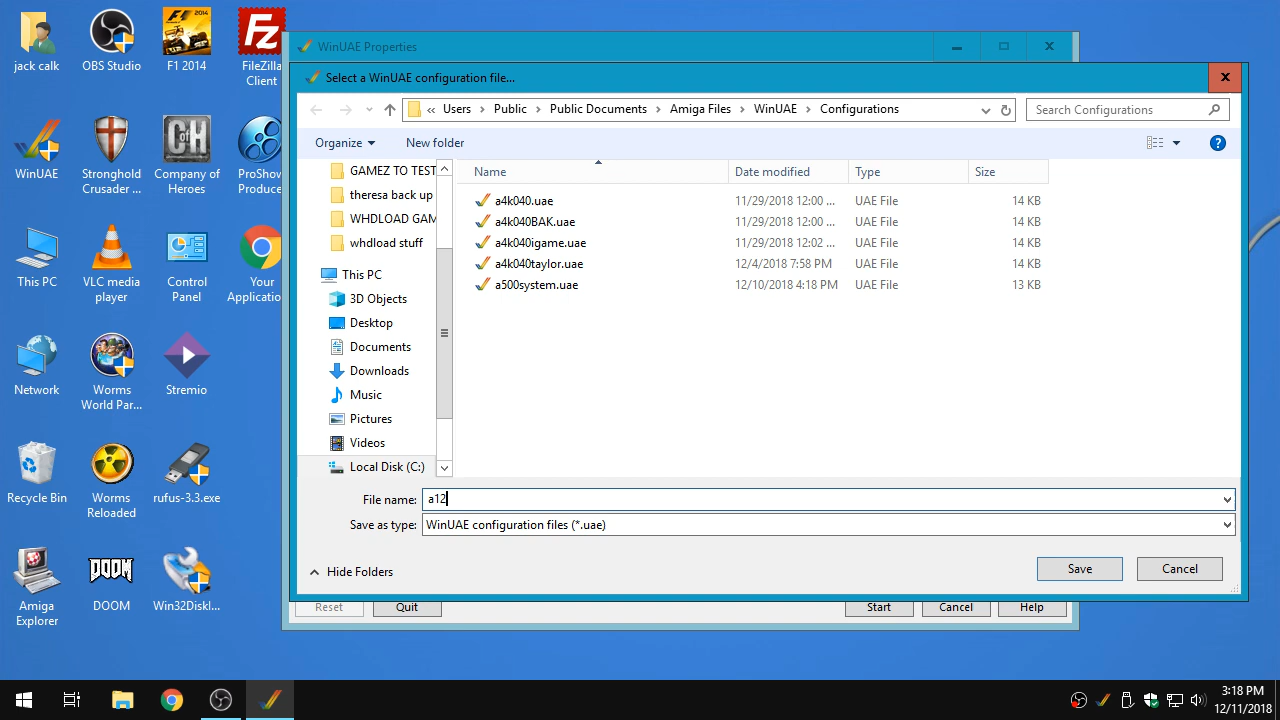 jack calk
OBS Studio
F1 2014
FileZilla
Client
WinUAE
Stronghold
Crusader ...
Company of
Heroes
ProShow
Produce
This PC
VLC media
player
Control
Panel
Your
Applicatio
Network
Worms
World Par...
Stremio
Recycle Bin
Worms
Reloaded
rufus-3.3.exe
Amiga
Explorer
DOOM
DOOM
Win32DiskI...
WinUAE Properties
Select a WinUAE configuration file...
« Users > Public > Public Documents > Amiga Files > WinUAE > Configurations
Search Configurations
Organize
New folder
GAMEZ TO TEST
theresa back up
WHDLOAD GAM
whdload stuff
This PC
3D Objects
Desktop
Documents
Downloads
Music
Pictures
Videos
Local Disk (C:)
Name Date modified Type Size
a4k040.uae 11/29/2018 12:00 ... UAE File 14 KB
a4k040BAK.uae 11/29/2018 12:00 ... UAE File 14 KB
a4k040igame.uae 11/29/2018 12:02 ... UAE File 14 KB
a4k040taylor.uae 12/4/2018 7:58 PM UAE File 14 KB
a500system.uae 12/10/2018 4:18 PM UAE File 13 KB
File name: a12
Save as type: WinUAE configuration files (*.uae)
Hide Folders
Save
Cancel
Reset
Quit
Start
Cancel
Help
3:18 PM
12/11/2018